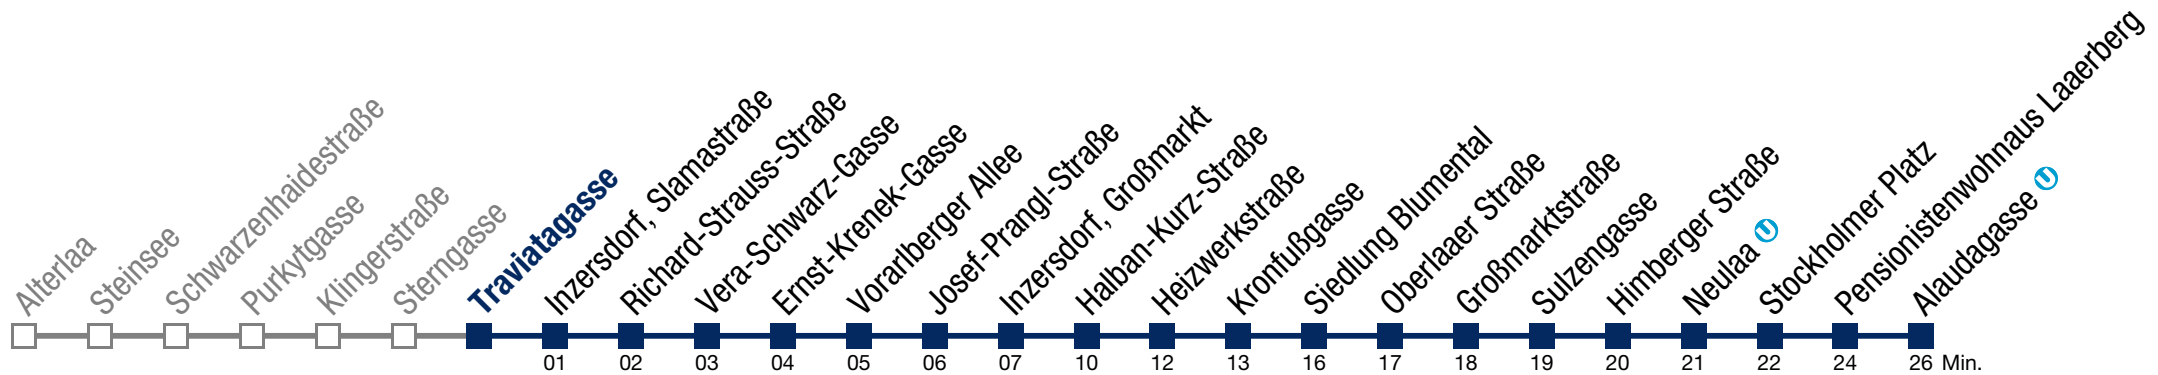 Alterlaa
Steinsee
Schwarzenhaidestraße
Purkytgasse
Klingerstraße
Sterngasse
Traviatagasse
Inzersdorf, Slamastraße
Richard-Strauss-Straße
Vera-Schwarz-Gasse
Ernst-Krenek-Gasse
Vorarlberger Allee
Josef-Prangl-Straße
Inzersdorf, Großmarkt
Halban-Kurz-Straße
Heizwerkstraße
Kronfußgasse
Siedlung Blumental
Oberlaaer Straße
Großmarktstraße
Sulzengasse
Himberger Straße
Neulaa U
Stockholmer Platz
Pensionistenwohnaus Laaerberg
Alaudagasse U
01 02 03 04 05 06 07 10 12 13 16 17 18 19 20 21 22 24 26 Min.